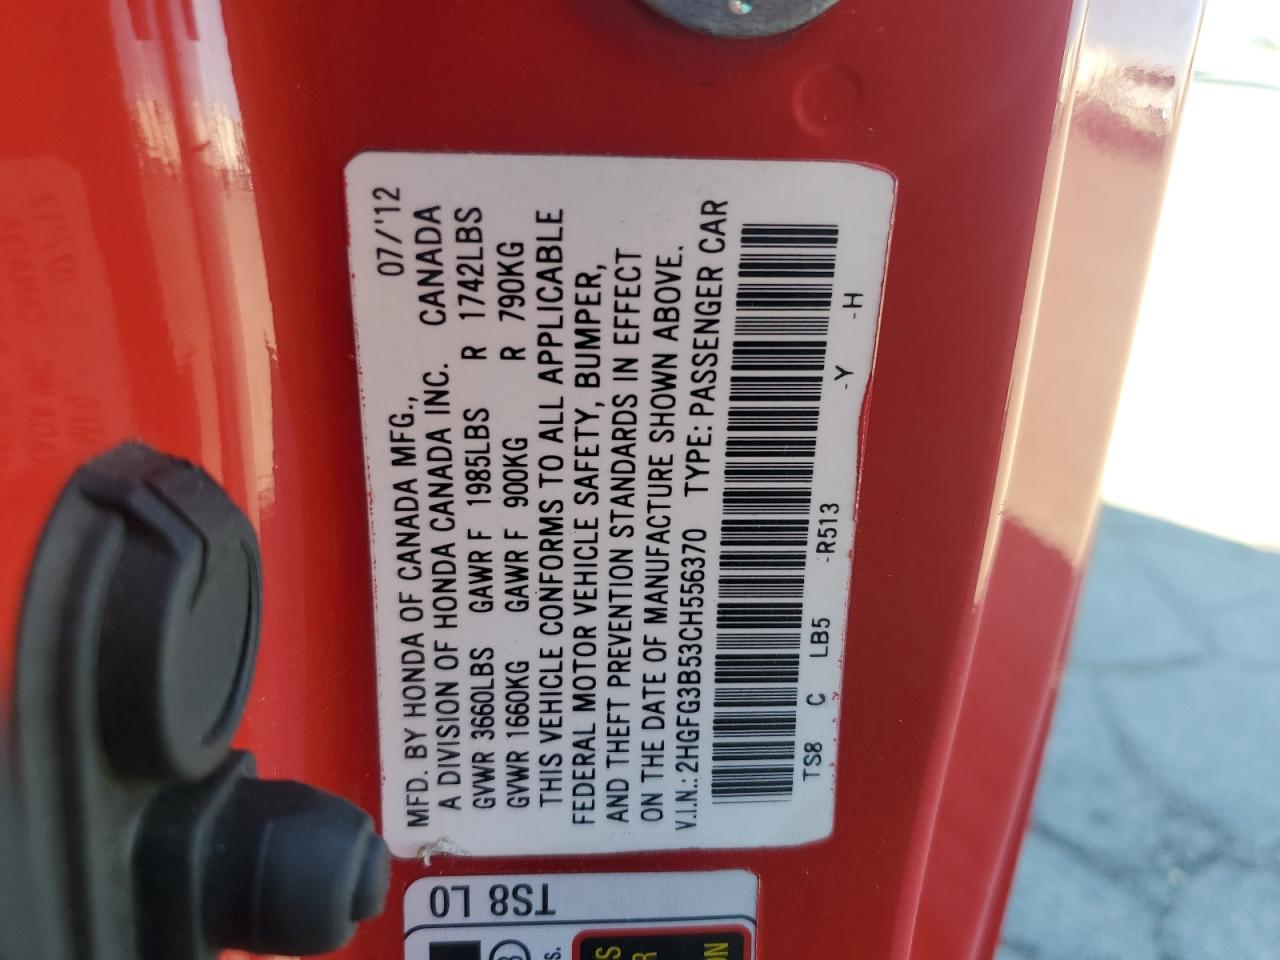 MFD. BY HONDA OF CANADA MFG., 07/'12
A DIVISION OF HONDA CANADA INC. CANADA
GVWR 3660LBS GAWR F 1985LBS R 1742LBS
GVWR 1660KG GAWR F 900KG R 790KG
THIS VEHICLE CONFORMS TO ALL APPLICABLE
FEDERAL MOTOR VEHICLE SAFETY, BUMPER,
AND THEFT PREVENTION STANDARDS IN EFFECT
ON THE DATE OF MANUFACTURE SHOWN ABOVE.
V.I.N.: 2HGFG3B53CH556370 TYPE: PASSENGER CAR
TS8 C LB5 -R513 -Y -H
TS8 L0